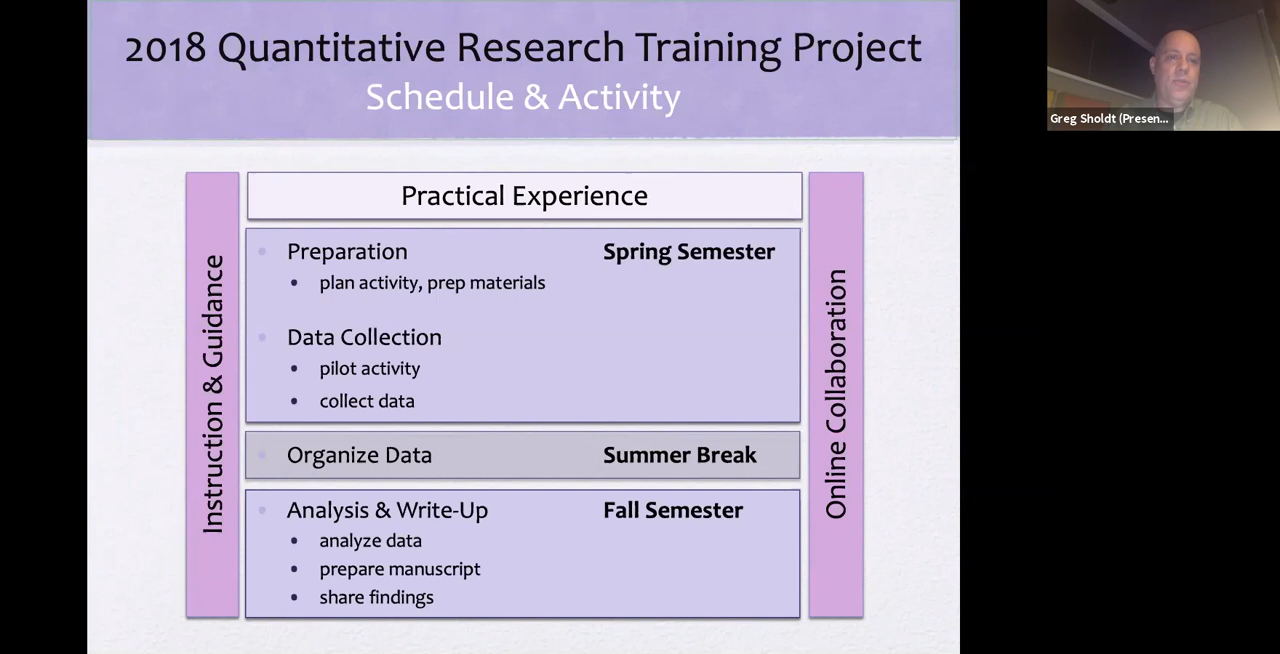 2018 Quantitative Research Training Project
Schedule & Activity
Greg Sholdt (Presen...
Instruction & Guidance
Practical Experience
Preparation Spring Semester
plan activity, prep materials
Data Collection
pilot activity
collect data
Organize Data Summer Break
Analysis & Write-Up Fall Semester
analyze data
prepare manuscript
share findings
Online Collaboration